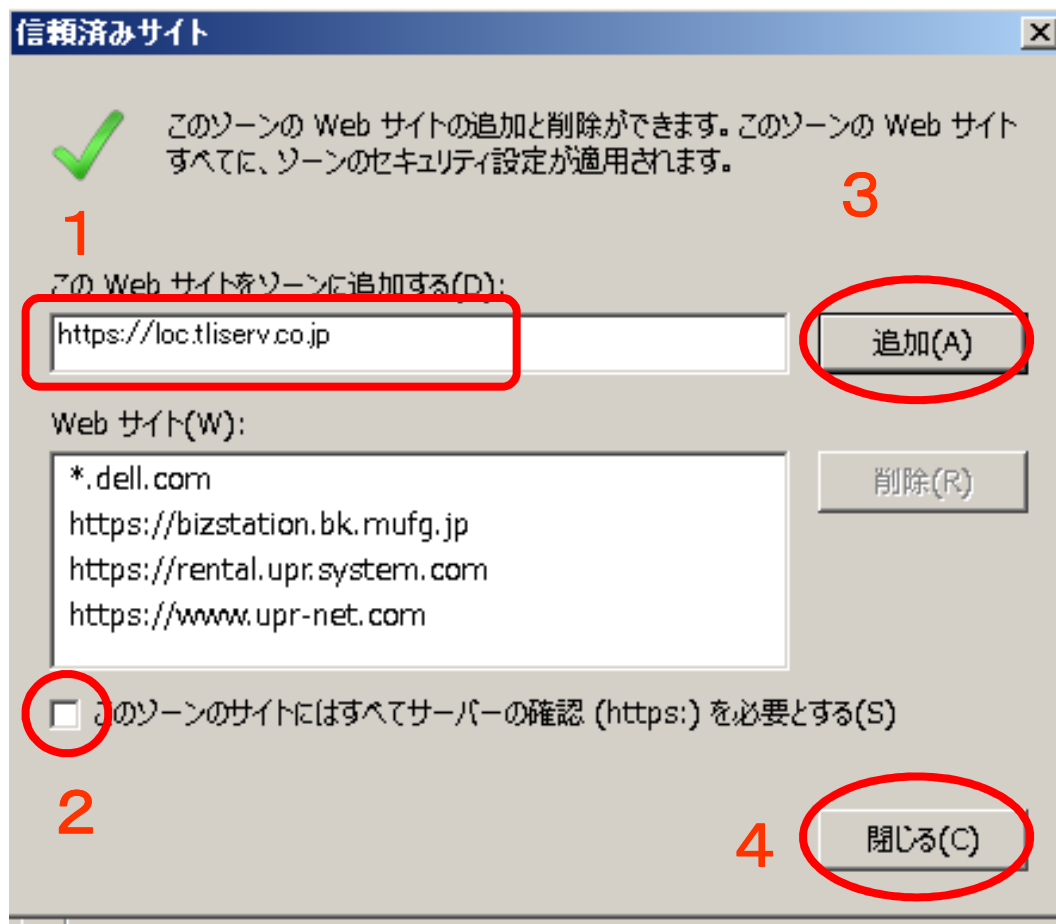 信頼済みサイト
このゾーンの Web サイトの追加と削除ができます。このゾーンの Web サイト
すべてに、ゾーンのセキュリティ設定が適用されます。
3
1
この Web サイトをゾーンに追加する(D):
https://loc.tliserv.co.jp
追加(A)
Web サイト(W):
*.dell.com
削除(R)
https://bizstation.bk.mufg.jp
https://rental.upr.system.com
https://www.upr-net.com
このゾーンのサイトにはすべてサーバーの確認 (https:) を必要とする(S)
2
4
閉じる(C)